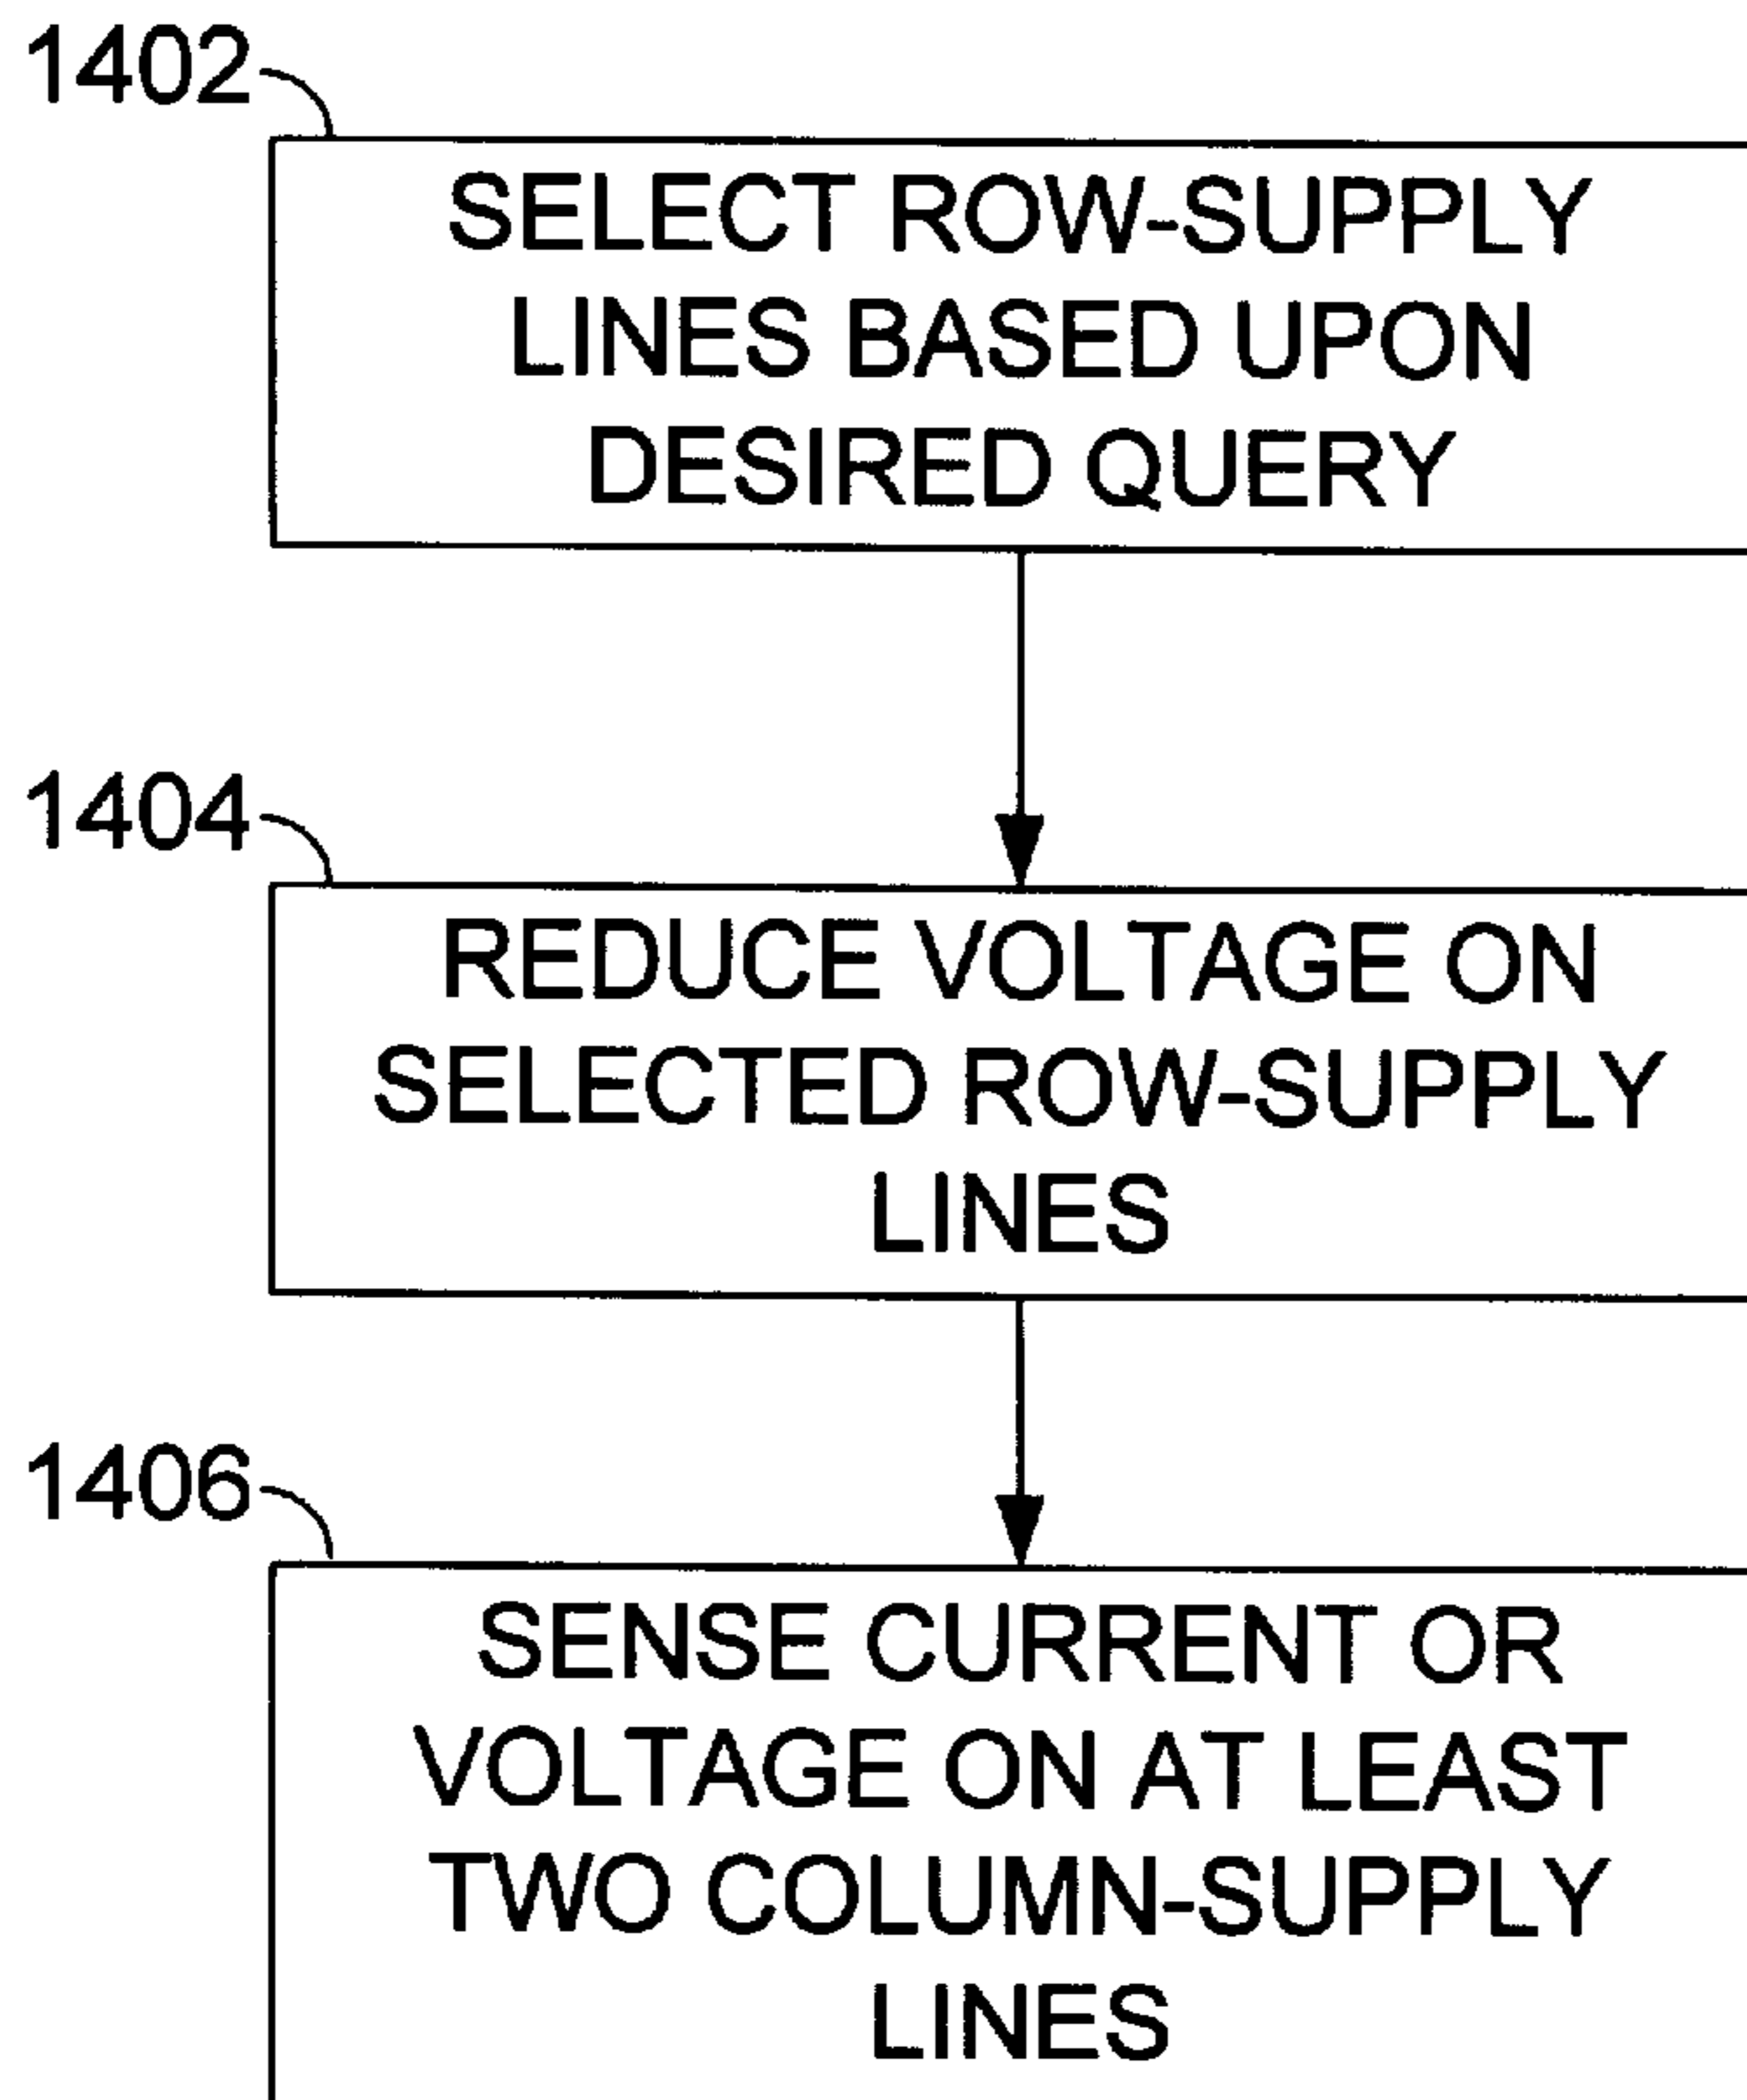 1402
SELECT ROW-SUPPLY
LINES BASED UPON
DESIRED QUERY
1404
REDUCE VOLTAGE ON
SELECTED ROW-SUPPLY
LINES
1406
SENSE CURRENT OR
VOLTAGE ON AT LEAST
TWO COLUMN-SUPPLY
LINES